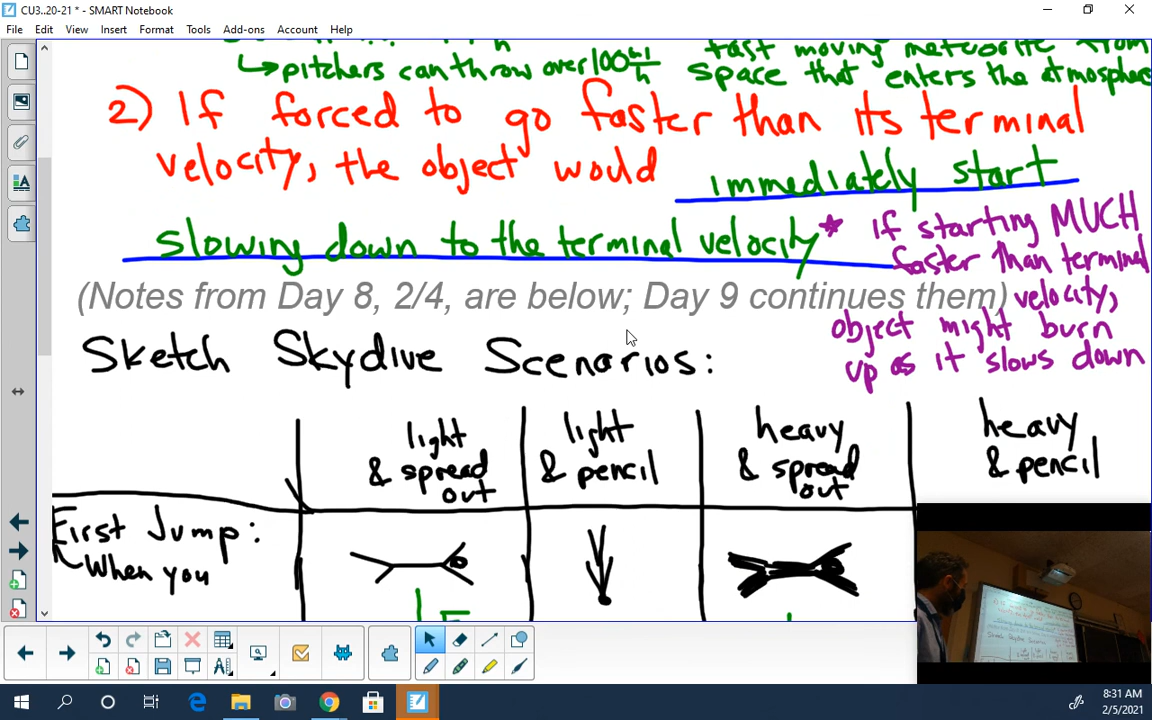 CU3..20-21 * - SMART Notebook
File Edit View Insert Format Tools Add-ons Account Help
↳pitchers can throw over 100 mi/h
fast moving meteorite from
space that enters the atmosphere
2) If forced to go faster than its terminal
velocity, the object would
immediately start
slowing down to the terminal velocity
* if starting MUCH
faster than terminal
velocity,
object might burn
up as it slows down
(Notes from Day 8, 2/4, are below; Day 9 continues them)
Sketch Skydive Scenarios:
light
& spread
out
light
& pencil
heavy
& spread
out
heavy
& pencil
First Jump:
When you
8:31 AM
2/5/2021